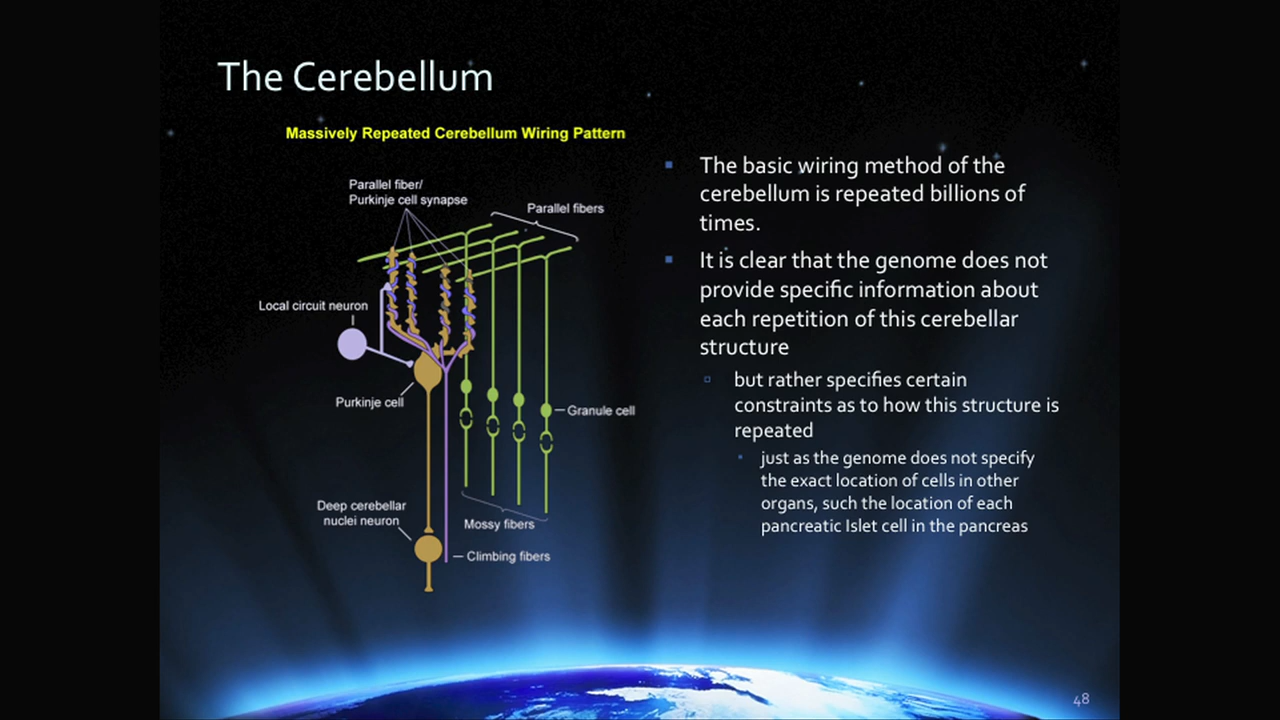 The Cerebellum
Massively Repeated Cerebellum Wiring Pattern
Parallel fiber/
Purkinje cell synapse
Parallel fibers
Local circuit neuron
Purkinje cell
Granule cell
Deep cerebellar
nuclei neuron
Mossy fibers
Climbing fibers
The basic wiring method of the
cerebellum is repeated billions of
times.
It is clear that the genome does not
provide specific information about
each repetition of this cerebellar
structure
but rather specifies certain
constraints as to how this structure is
repeated
just as the genome does not specify
the exact location of cells in other
organs, such the location of each
pancreatic Islet cell in the pancreas
48